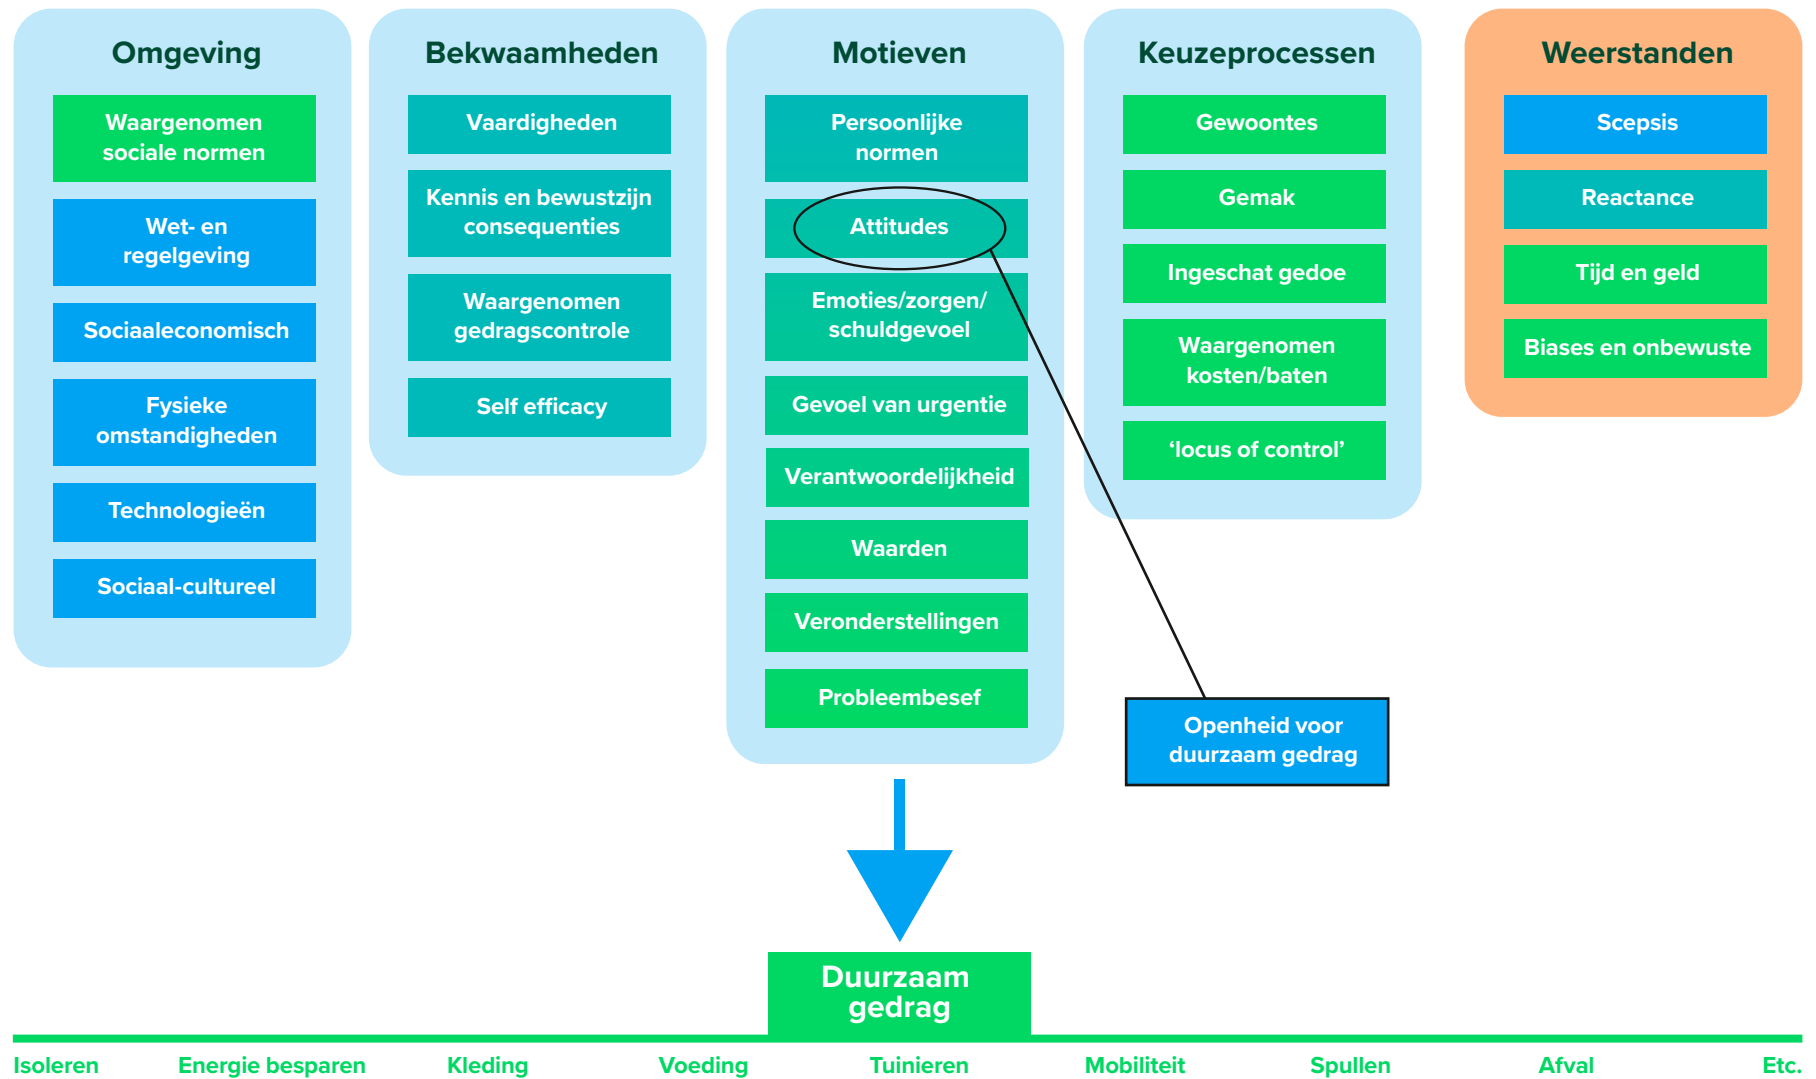 Omgeving
Waargenomen
sociale normen
Wet- en
regelgeving
Sociaaleconomisch
Fysieke
omstandigheden
Technologieën
Sociaal-cultureel
Bekwaamheden
Vaardigheden
Kennis en bewustzijn
consequenties
Waargenomen
gedragscontrole
Self efficacy
Motieven
Persoonlijke
normen
Attitudes
Emoties/zorgen/
schuldgevoel
Gevoel van urgentie
Verantwoordelijkheid
Waarden
Veronderstellingen
Probleembesef
Keuzeprocessen
Gewoontes
Gemak
Ingeschat gedoe
Waargenomen
kosten/baten
‘locus of control’
Weerstanden
Scepsis
Reactance
Tijd en geld
Biases en onbewuste
Openheid voor
duurzaam gedrag
Duurzaam
gedrag
Isoleren
Energie besparen
Kleding
Voeding
Tuinieren
Mobiliteit
Spullen
Afval
Etc.